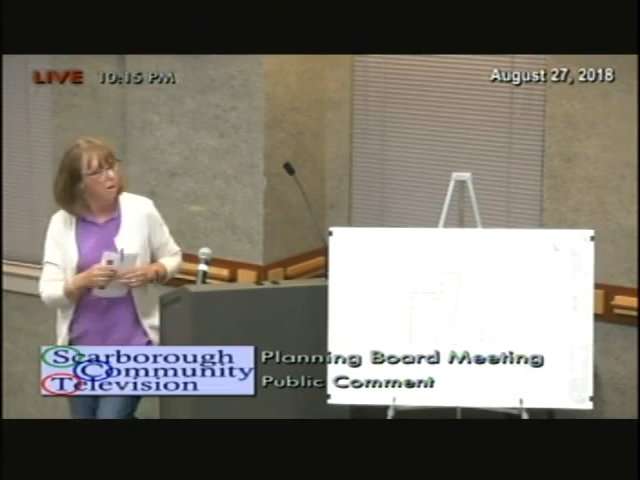 LIVE 10:15 PM
August 27, 2018
Scarborough
Community
Television
Planning Board Meeting
Public Comment